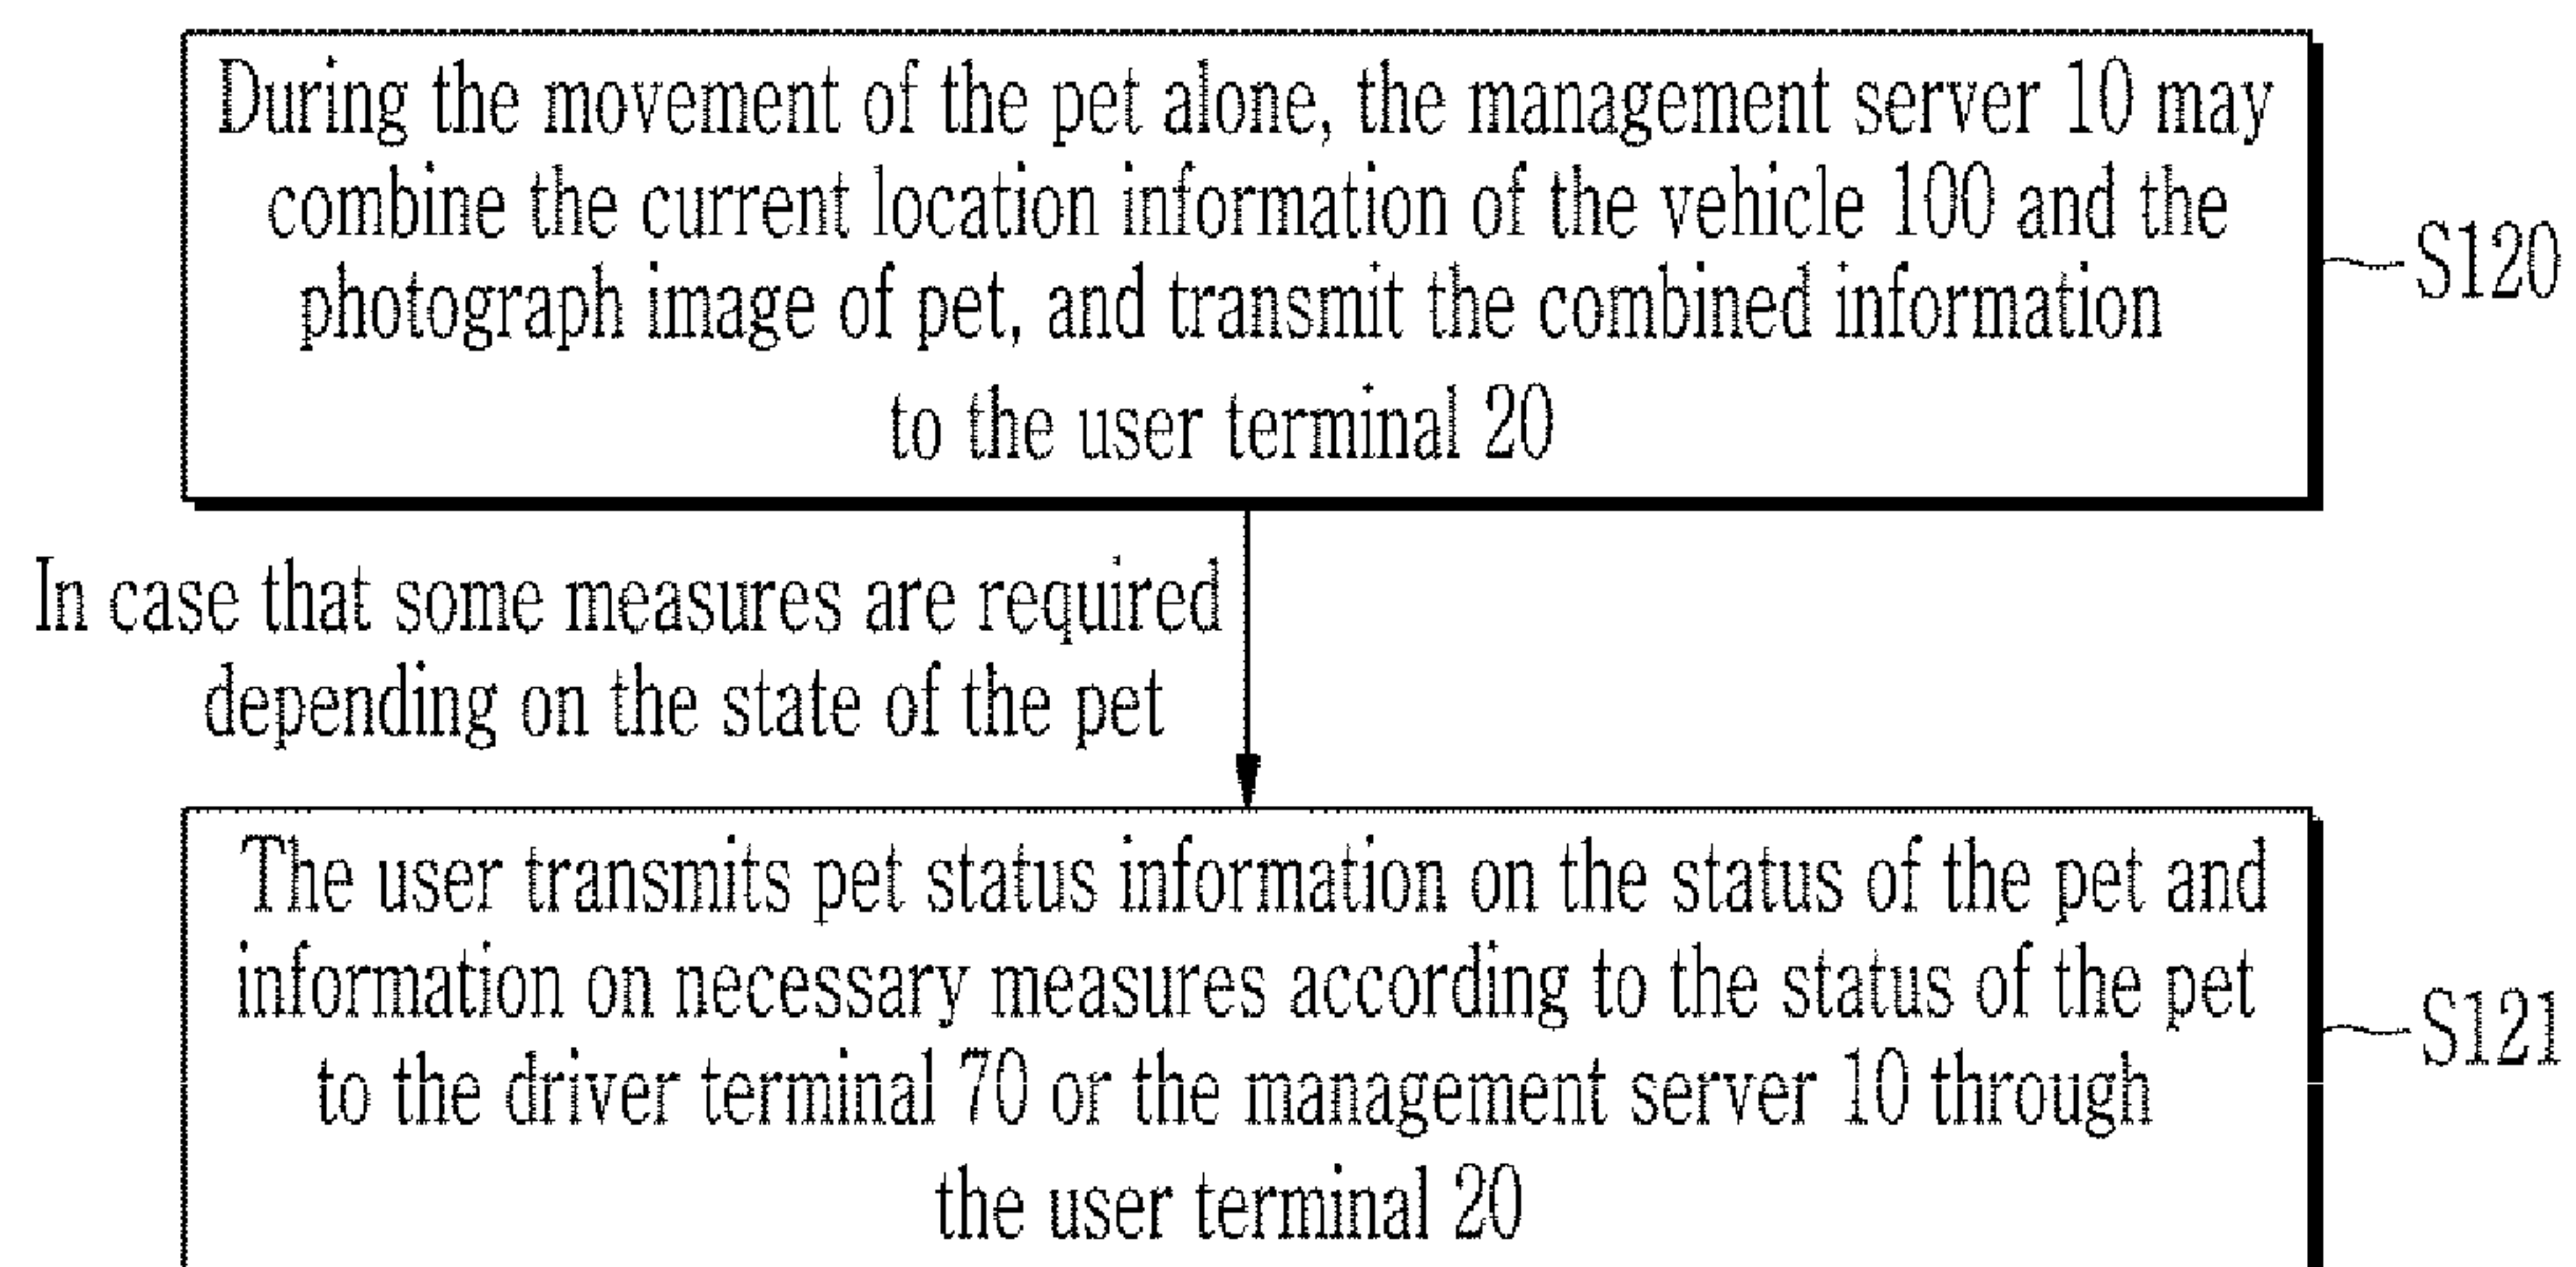 During the movement of the pet alone, the management server 10 may
combine the current location information of the vehicle 100 and the
photograph image of pet, and transmit the combined information
to the user terminal 20
S120
In case that some measures are required
depending on the state of the pet
The user transmits pet status information on the status of the pet and
information on necessary measures according to the status of the pet
to the driver terminal 70 or the management server 10 through
the user terminal 20
S121